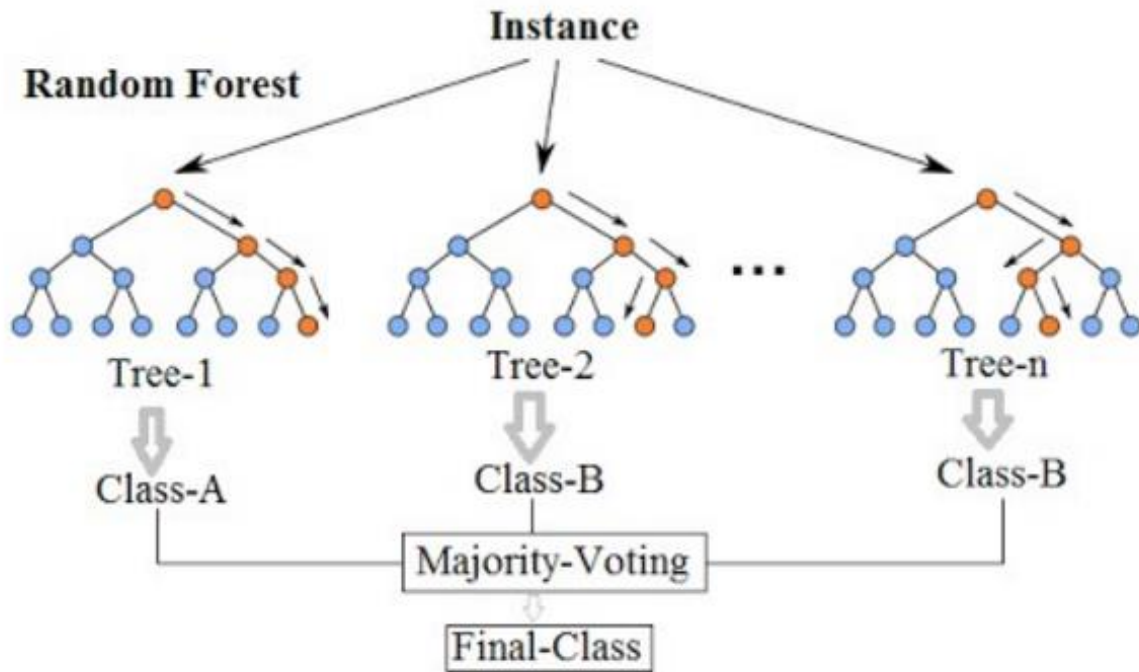 Instance
Random Forest
...
Tree-1
Tree-2
Tree-n
Class-A
Class-B
Class-B
Majority-Voting
Final-Class